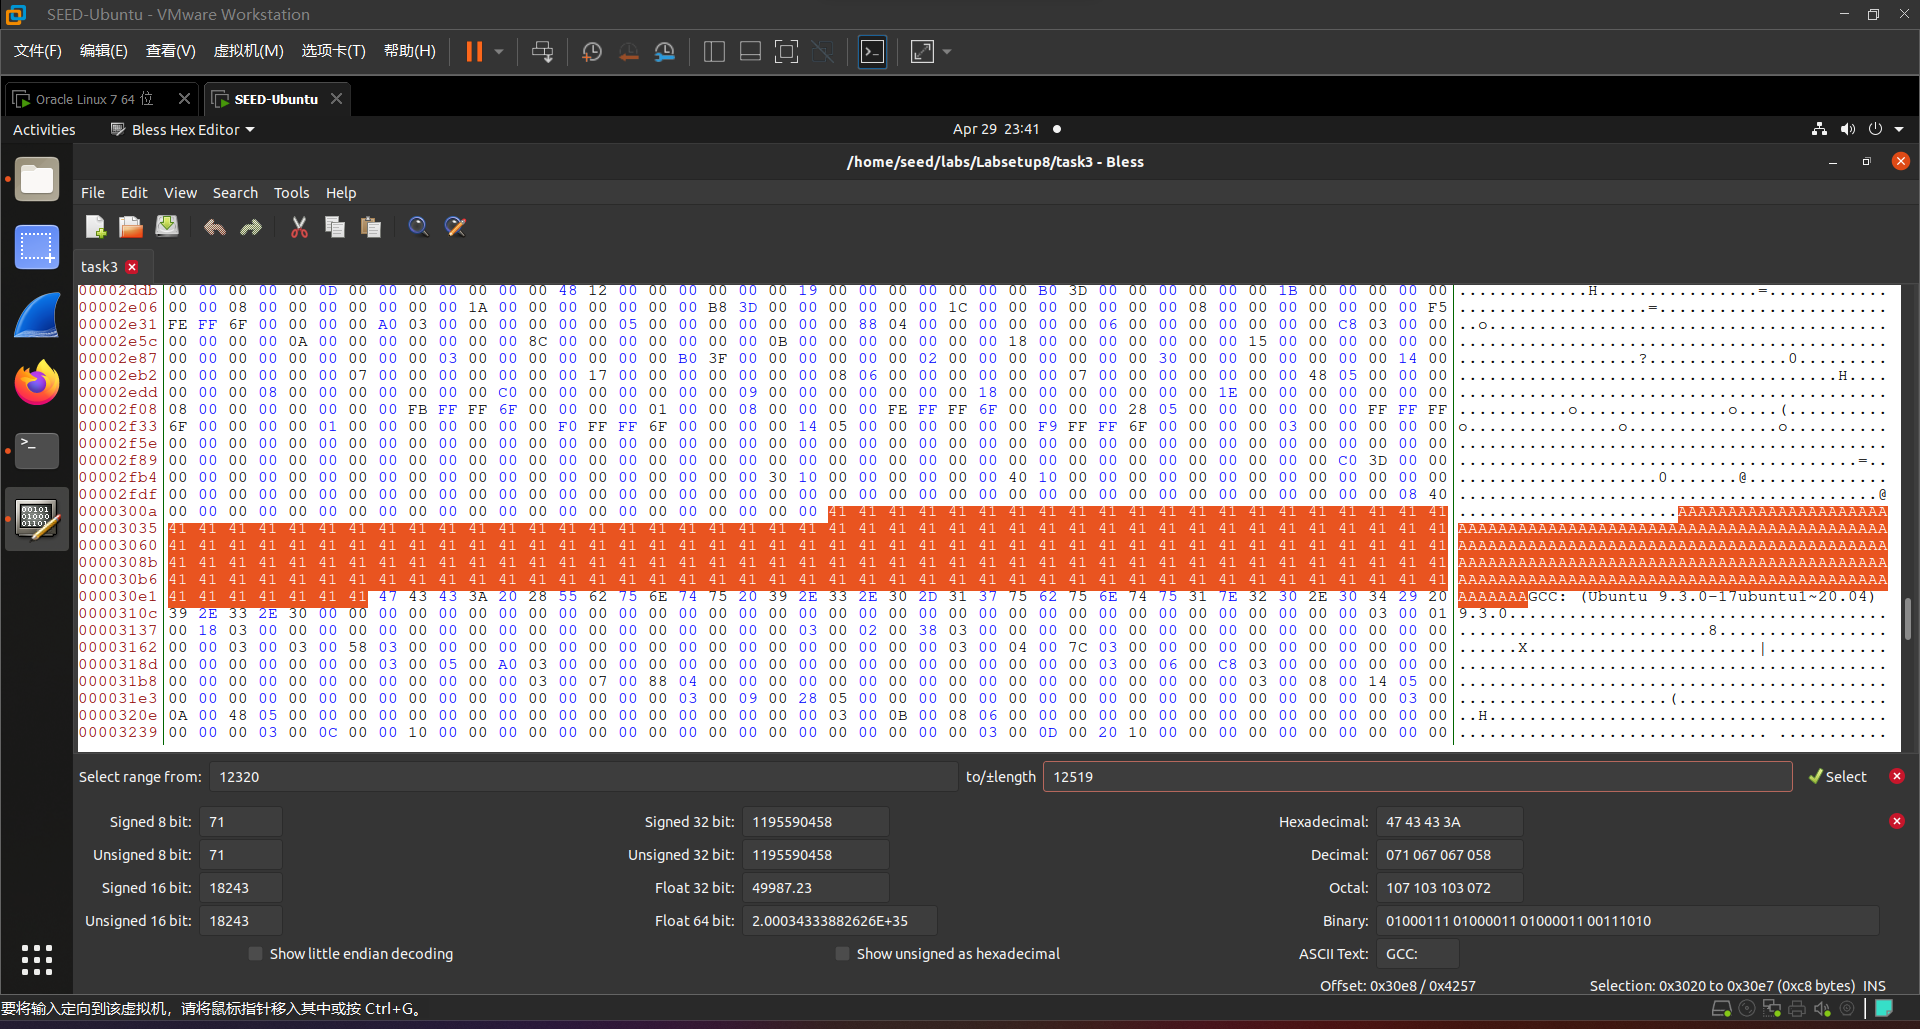 SEED-Ubuntu - VMware Workstation
文件(F) 编辑(E) 查看(V) 虚拟机(M) 选项卡(T) 帮助(H)
Oracle Linux 7 64 位 SEED-Ubuntu
Activities Bless Hex Editor Apr 29 23:41
/home/seed/labs/Labsetup8/task3 - Bless
File Edit View Search Tools Help
task3
00002ddb 00 00 00 00 00 0D 00 00 00 00 00 00 00 48 12 00 00 00 00 00 00 19 00 00 00 00 00 00 00 B0 3D 00 00 00 00 00 00 1B 00 00 00 00 00 .............H................=............
00002e06 00 00 08 00 00 00 00 00 00 00 1A 00 00 00 00 00 00 00 B8 3D 00 00 00 00 00 00 1C 00 00 00 00 00 00 00 08 00 00 00 00 00 00 00 F5 ...................=.......................
00002e31 FE FF 6F 00 00 00 00 A0 03 00 00 00 00 00 00 05 00 00 00 00 00 00 00 88 04 00 00 00 00 00 00 06 00 00 00 00 00 00 00 C8 03 00 00 ..o........................................
00002e5c 00 00 00 00 0A 00 00 00 00 00 00 00 8C 00 00 00 00 00 00 00 0B 00 00 00 00 00 00 00 18 00 00 00 00 00 00 00 15 00 00 00 00 00 00 ...........................................
00002e87 00 00 00 00 00 00 00 00 00 03 00 00 00 00 00 00 00 B0 3F 00 00 00 00 00 00 02 00 00 00 00 00 00 00 30 00 00 00 00 00 00 00 14 00 ..................?..............0.........
00002eb2 00 00 00 00 00 00 07 00 00 00 00 00 00 00 17 00 00 00 00 00 00 00 08 06 00 00 00 00 00 00 07 00 00 00 00 00 00 00 48 05 00 00 00 ......................................H....
00002edd 00 00 00 08 00 00 00 00 00 00 00 C0 00 00 00 00 00 00 00 09 00 00 00 00 00 00 00 18 00 00 00 00 00 00 00 1E 00 00 00 00 00 00 00 ...........................................
00002f08 08 00 00 00 00 00 00 00 FB FF FF 6F 00 00 00 00 01 00 00 08 00 00 00 00 FE FF FF 6F 00 00 00 00 28 05 00 00 00 00 00 00 FF FF FF ...........o...............o....(..........
00002f33 6F 00 00 00 00 01 00 00 00 00 00 00 00 F0 FF FF 6F 00 00 00 00 14 05 00 00 00 00 00 00 F9 FF FF 6F 00 00 00 00 03 00 00 00 00 00 o...............o...............o..........
00002f5e 00 00 00 00 00 00 00 00 00 00 00 00 00 00 00 00 00 00 00 00 00 00 00 00 00 00 00 00 00 00 00 00 00 00 00 00 00 00 00 00 00 00 00 ...........................................
00002f89 00 00 00 00 00 00 00 00 00 00 00 00 00 00 00 00 00 00 00 00 00 00 00 00 00 00 00 00 00 00 00 00 00 00 00 00 00 00 00 C0 3D 00 00 ........................................=..
00002fb4 00 00 00 00 00 00 00 00 00 00 00 00 00 00 00 00 00 00 00 00 30 10 00 00 00 00 00 00 40 10 00 00 00 00 00 00 00 00 00 00 00 00 00 ....................0.......@..............
00002fdf 00 00 00 00 00 00 00 00 00 00 00 00 00 00 00 00 00 00 00 00 00 00 00 00 00 00 00 00 00 00 00 00 00 00 00 00 00 00 00 00 00 08 40 ..........................................@
0000300a 00 00 00 00 00 00 00 00 00 00 00 00 00 00 00 00 00 00 00 00 00 00 41 41 41 41 41 41 41 41 41 41 41 41 41 41 41 41 41 41 41 41 41 ......................AAAAAAAAAAAAAAAAAAAAA
00003035 41 41 41 41 41 41 41 41 41 41 41 41 41 41 41 41 41 41 41 41 41 41 41 41 41 41 41 41 41 41 41 41 41 41 41 41 41 41 41 41 41 41 41 AAAAAAAAAAAAAAAAAAAAAAAAAAAAAAAAAAAAAAAAAAA
00003060 41 41 41 41 41 41 41 41 41 41 41 41 41 41 41 41 41 41 41 41 41 41 41 41 41 41 41 41 41 41 41 41 41 41 41 41 41 41 41 41 41 41 41 AAAAAAAAAAAAAAAAAAAAAAAAAAAAAAAAAAAAAAAAAAA
0000308b 41 41 41 41 41 41 41 41 41 41 41 41 41 41 41 41 41 41 41 41 41 41 41 41 41 41 41 41 41 41 41 41 41 41 41 41 41 41 41 41 41 41 41 AAAAAAAAAAAAAAAAAAAAAAAAAAAAAAAAAAAAAAAAAAA
000030b6 41 41 41 41 41 41 41 41 41 41 41 41 41 41 41 41 41 41 41 41 41 41 41 41 41 41 41 41 41 41 41 41 41 41 41 41 41 41 41 41 41 41 41 AAAAAAAAAAAAAAAAAAAAAAAAAAAAAAAAAAAAAAAAAAA
000030e1 41 41 41 41 41 41 41 47 43 43 3A 20 28 55 62 75 6E 74 75 20 39 2E 33 2E 30 2D 31 37 75 62 75 6E 74 75 31 7E 32 30 2E 30 34 29 20 AAAAAAAGCC: (Ubuntu 9.3.0-17ubuntu1~20.04)
0000310c 39 2E 33 2E 30 00 00 00 00 00 00 00 00 00 00 00 00 00 00 00 00 00 00 00 00 00 00 00 00 00 00 00 00 00 00 00 00 00 00 00 03 00 01 9.3.0......................................
00003137 00 18 03 00 00 00 00 00 00 00 00 00 00 00 00 00 00 00 00 00 00 03 00 02 00 38 03 00 00 00 00 00 00 00 00 00 00 00 00 00 00 00 00 .........................8.................
00003162 00 00 03 00 03 00 58 03 00 00 00 00 00 00 00 00 00 00 00 00 00 00 00 00 00 00 03 00 04 00 7C 03 00 00 00 00 00 00 00 00 00 00 00 ......X.......................|............
0000318d 00 00 00 00 00 00 00 03 00 05 00 A0 03 00 00 00 00 00 00 00 00 00 00 00 00 00 00 00 00 00 00 03 00 06 00 C8 03 00 00 00 00 00 00 ...........................................
000031b8 00 00 00 00 00 00 00 00 00 00 00 00 03 00 07 00 88 04 00 00 00 00 00 00 00 00 00 00 00 00 00 00 00 00 00 00 03 00 08 00 14 05 00 ...........................................
000031e3 00 00 00 00 00 00 00 00 00 00 00 00 00 00 00 00 00 03 00 09 00 28 05 00 00 00 00 00 00 00 00 00 00 00 00 00 00 00 00 00 00 03 00 .....................(.....................
0000320e 0A 00 48 05 00 00 00 00 00 00 00 00 00 00 00 00 00 00 00 00 00 00 03 00 0B 00 08 06 00 00 00 00 00 00 00 00 00 00 00 00 00 00 00 ..H........................................
00003239 00 00 00 03 00 0C 00 00 10 00 00 00 00 00 00 00 00 00 00 00 00 00 00 00 00 00 00 03 00 0D 00 20 10 00 00 00 00 00 00 00 00 00 00 ............................... ...........
Select range from: 12320 to/±length 12519 Select
Signed 8 bit: 71 Signed 32 bit: 1195590458 Hexadecimal: 47 43 43 3A
Unsigned 8 bit: 71 Unsigned 32 bit: 1195590458 Decimal: 071 067 067 058
Signed 16 bit: 18243 Float 32 bit: 49987.23 Octal: 107 103 103 072
Unsigned 16 bit: 18243 Float 64 bit: 2.00034333882626E+35 Binary: 01000111 01000011 01000011 00111010
Show little endian decoding Show unsigned as hexadecimal ASCII Text: GCC:
Offset: 0x30e8 / 0x4257 Selection: 0x3020 to 0x30e7 (0xc8 bytes) INS
要将输入定向到该虚拟机，请将鼠标指针移入其中或按 Ctrl+G。